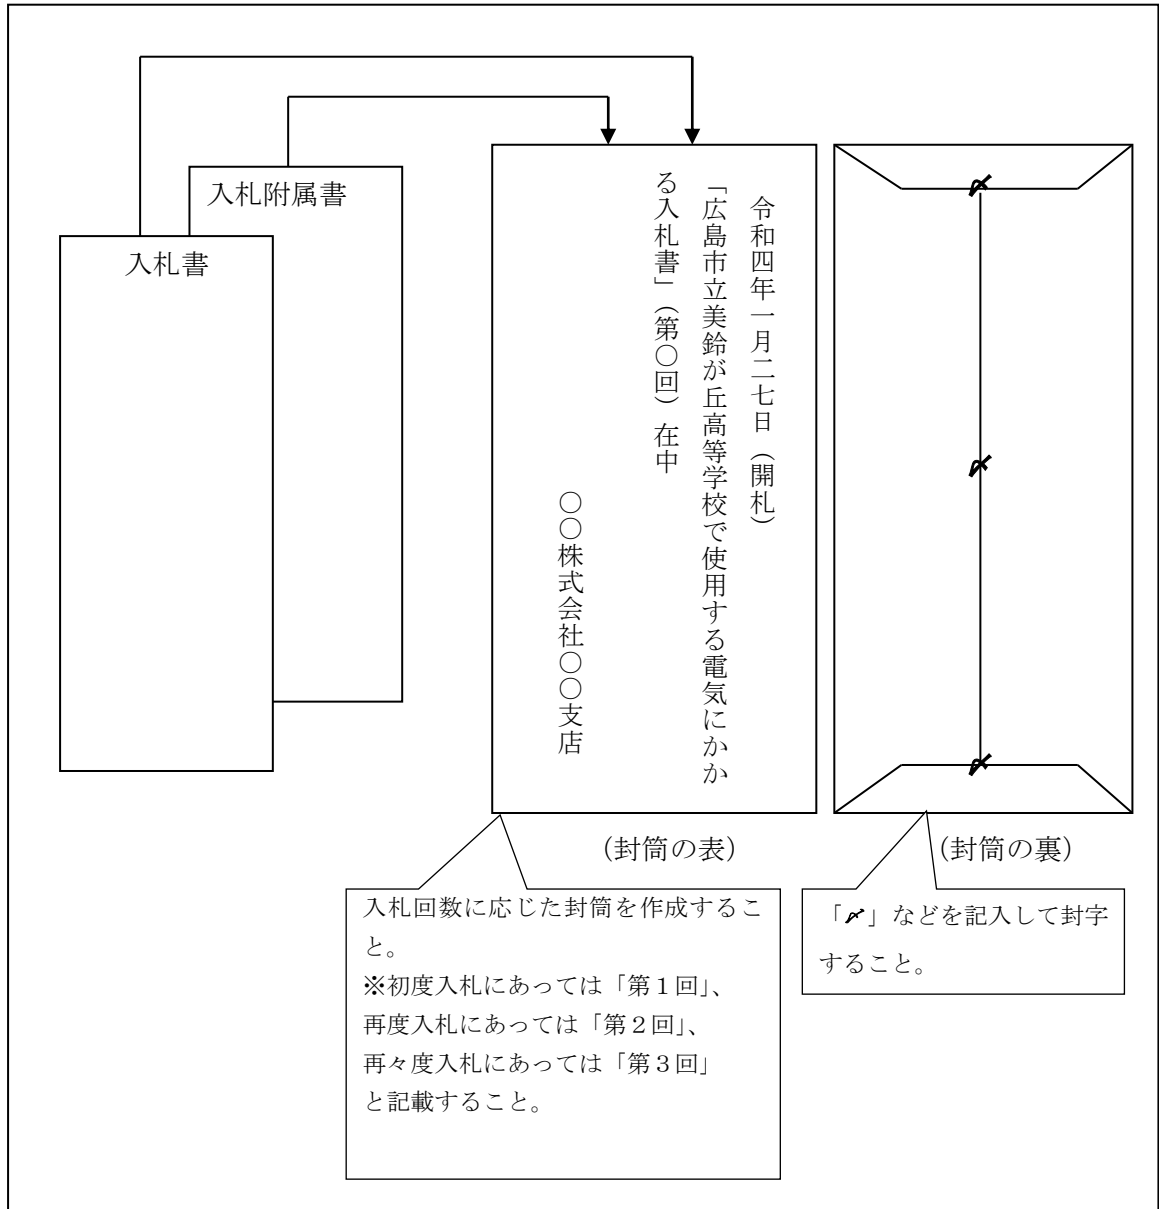 入札附属書
入札書
令和四年一月二七日（開札）
「広島市立美鈴が丘高等学校で使用する電気にかか
る入札書」（第〇回）在中
〇〇株式会社〇〇支店
（封筒の表）
（封筒の裏）
入札回数に応じた封筒を作成するこ
と。
※初度入札にあっては「第１回」、
再度入札にあっては「第２回」、
再々度入札にあっては「第３回」
と記載すること。
「〆」などを記入して封字
すること。